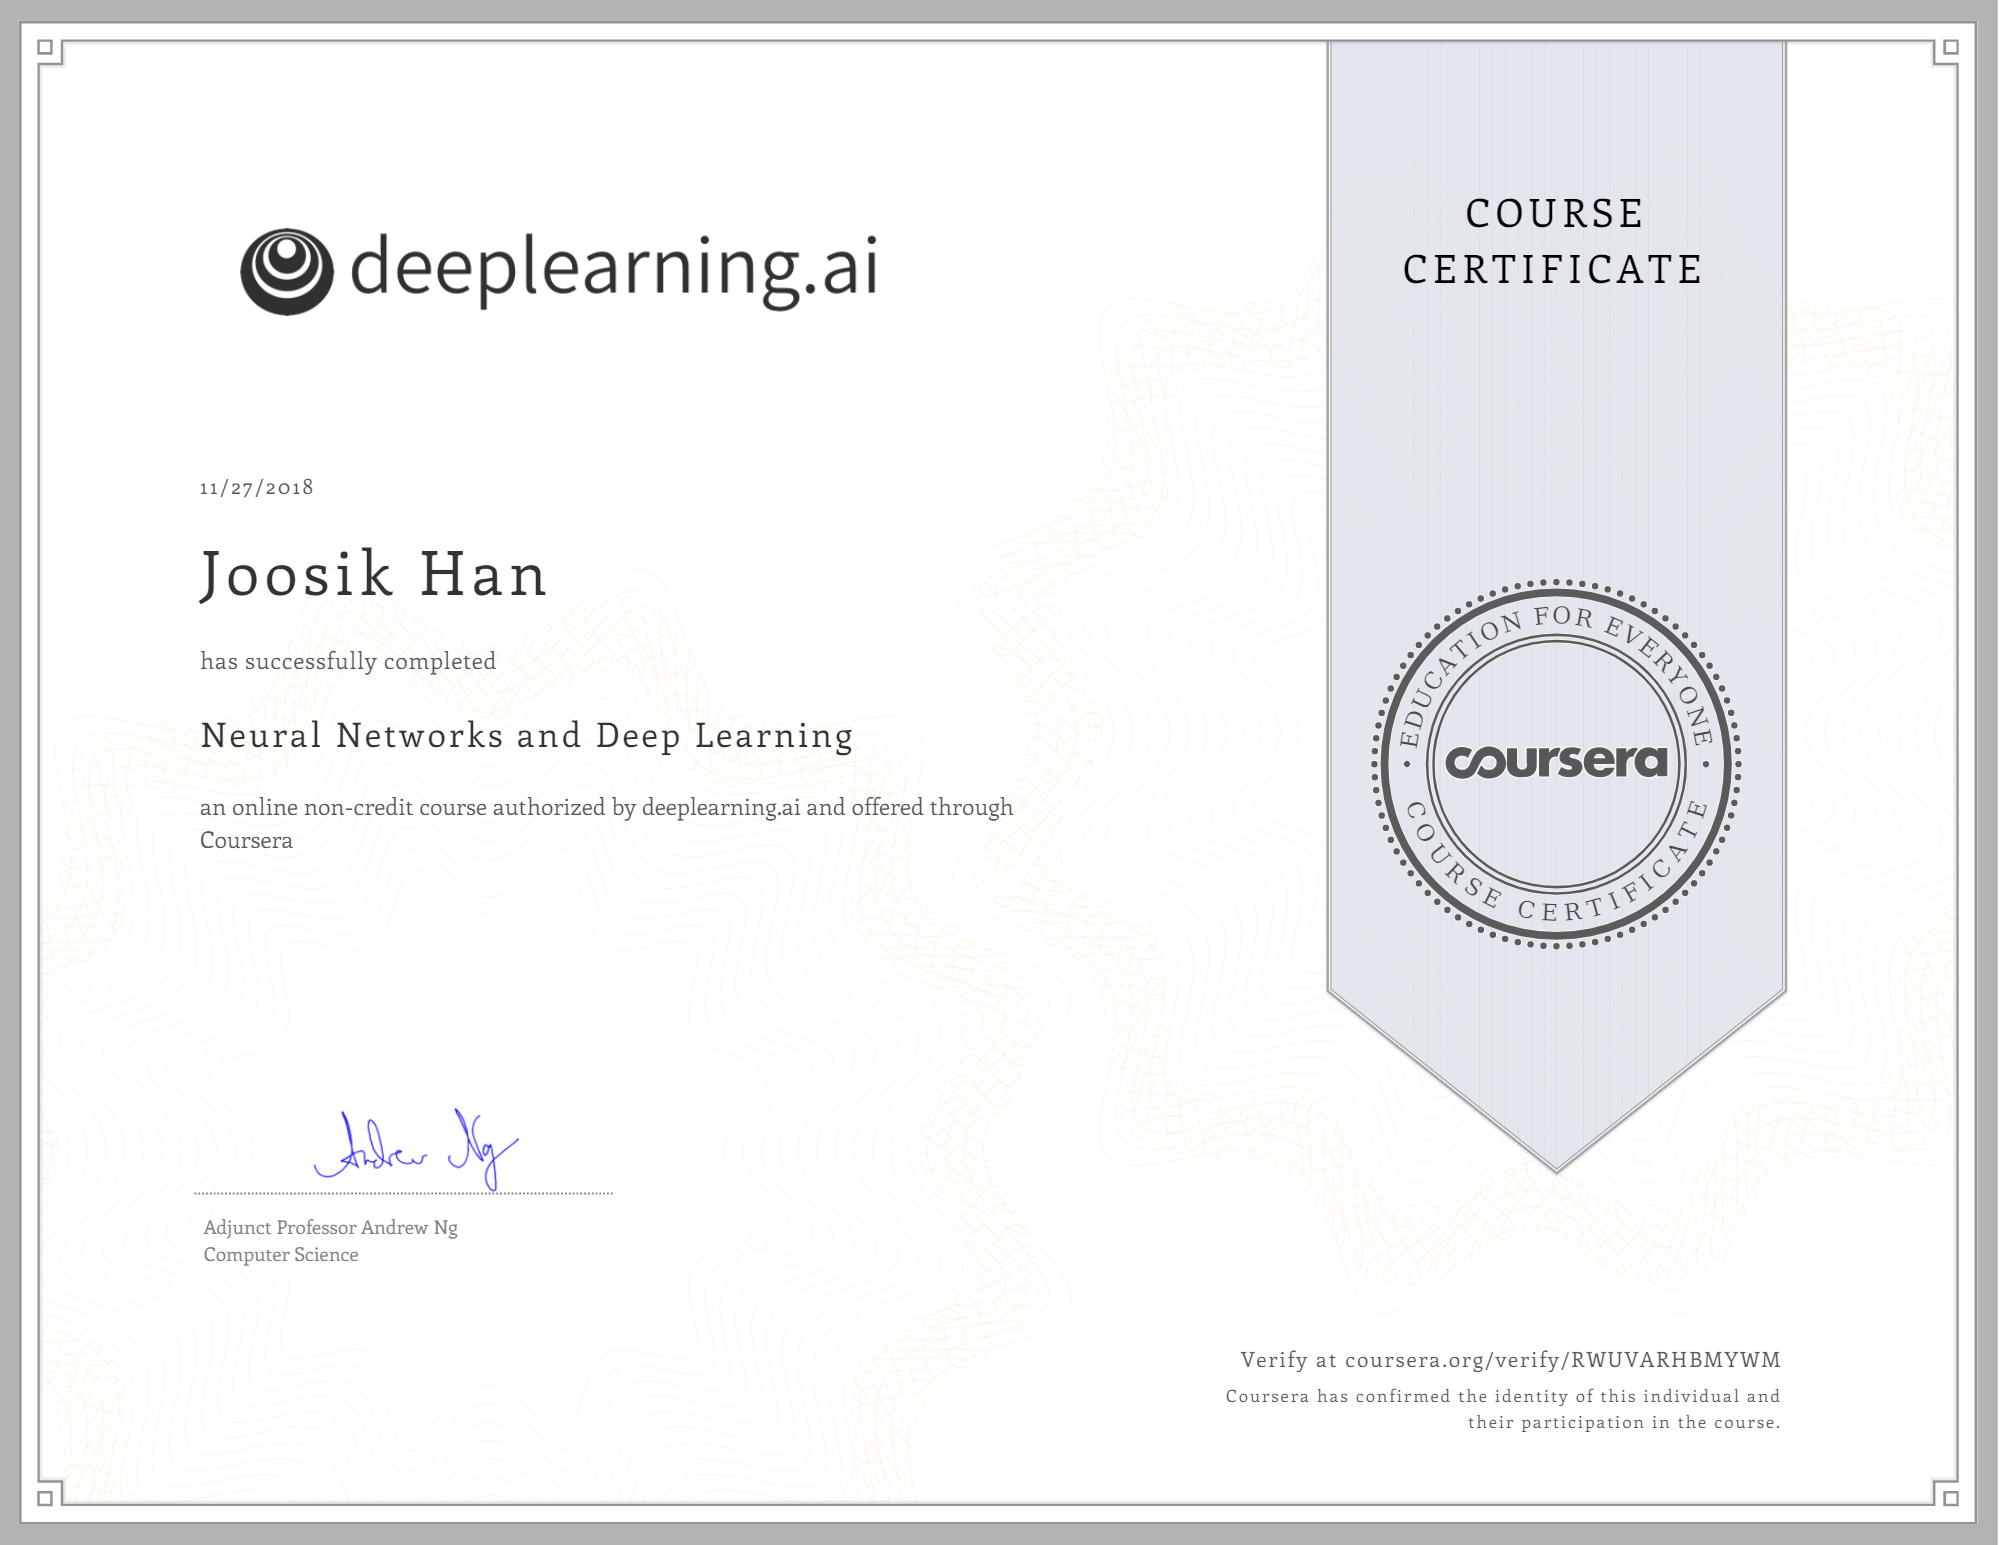 deeplearning.ai
COURSE
CERTIFICATE
11/27/2018
Joosik Han
has successfully completed
Neural Networks and Deep Learning
an online non-credit course authorized by deeplearning.ai and offered through
Coursera
EDUCATION FOR EVERYONE
coursera
COURSE CERTIFICATE
Andrew Ng
Adjunct Professor Andrew Ng
Computer Science
Verify at coursera.org/verify/RWUVARHBMYWM
Coursera has confirmed the identity of this individual and
their participation in the course.